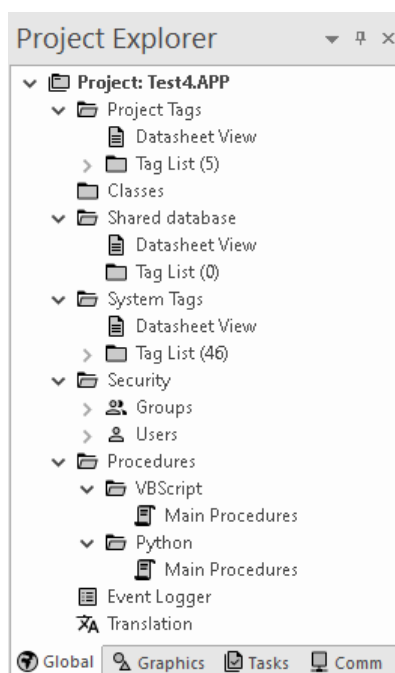 Project Explorer
Project: Test4.APP
Project Tags
Datasheet View
Tag List (5)
Classes
Shared database
Datasheet View
Tag List (0)
System Tags
Datasheet View
Tag List (46)
Security
Groups
Users
Procedures
VBScript
Main Procedures
Python
Main Procedures
Event Logger
Translation
Global Graphics Tasks Comm